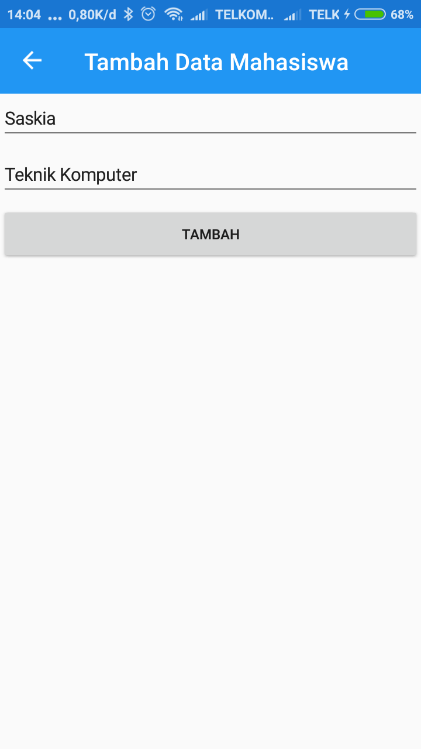 14:04 ... 0,80K/d TELKOM.. TELK 68%
Tambah Data Mahasiswa
Saskia
Teknik Komputer
TAMBAH